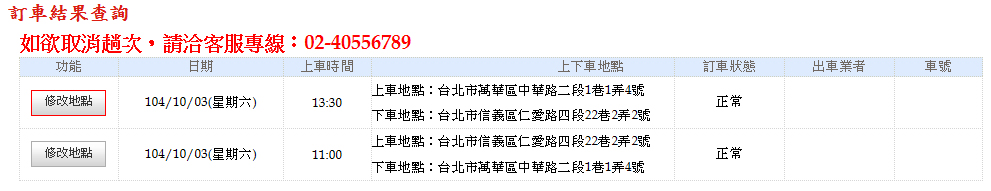 訂車結果查詢
如欲取消趟次，請洽客服專線：02-40556789
功能 日期 上車時間 上下車地點 訂車狀態 出車業者 車號
修改地點 104/10/03(星期六) 13:30 上車地點：台北市萬華區中華路二段1巷1弄4號 正常
下車地點：台北市信義區仁愛路四段22巷2弄2號
修改地點 104/10/03(星期六) 11:00 上車地點：台北市信義區仁愛路四段22巷2弄2號 正常
下車地點：台北市萬華區中華路二段1巷1弄4號